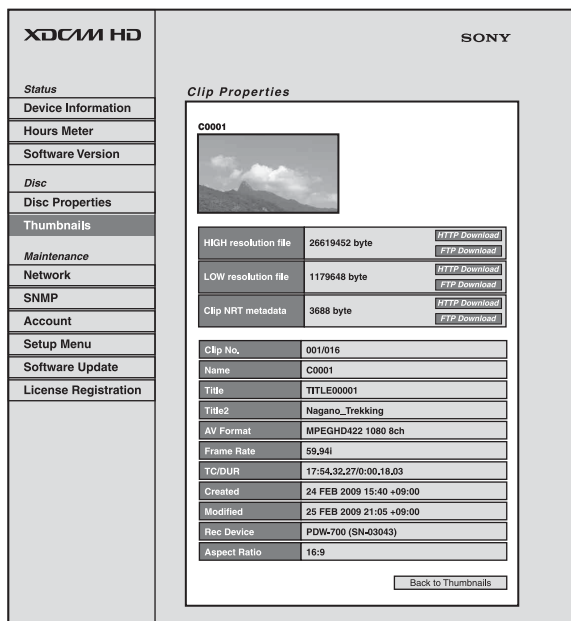 XDCAM HD
SONY
Status
Device Information
Hours Meter
Software Version
Disc
Disc Properties
Thumbnails
Maintenance
Network
SNMP
Account
Setup Menu
Software Update
License Registration
Clip Properties
C0001
HIGH resolution file 26619452 byte HTTP Download
FTP Download
LOW resolution file 1179648 byte HTTP Download
FTP Download
Clip NRT metadata 3688 byte HTTP Download
FTP Download
Clip No. 001/016
Name C0001
Title TITLE00001
Title2 Nagano_Trekking
AV Format MPEGHD422 1080 8ch
Frame Rate 59.94i
TC/DUR 17:54.32.27/0:00.18.03
Created 24 FEB 2009 15:40 +09:00
Modified 25 FEB 2009 21:05 +09:00
Rec Device PDW-700 (SN-03043)
Aspect Ratio 16:9
Back to Thumbnails